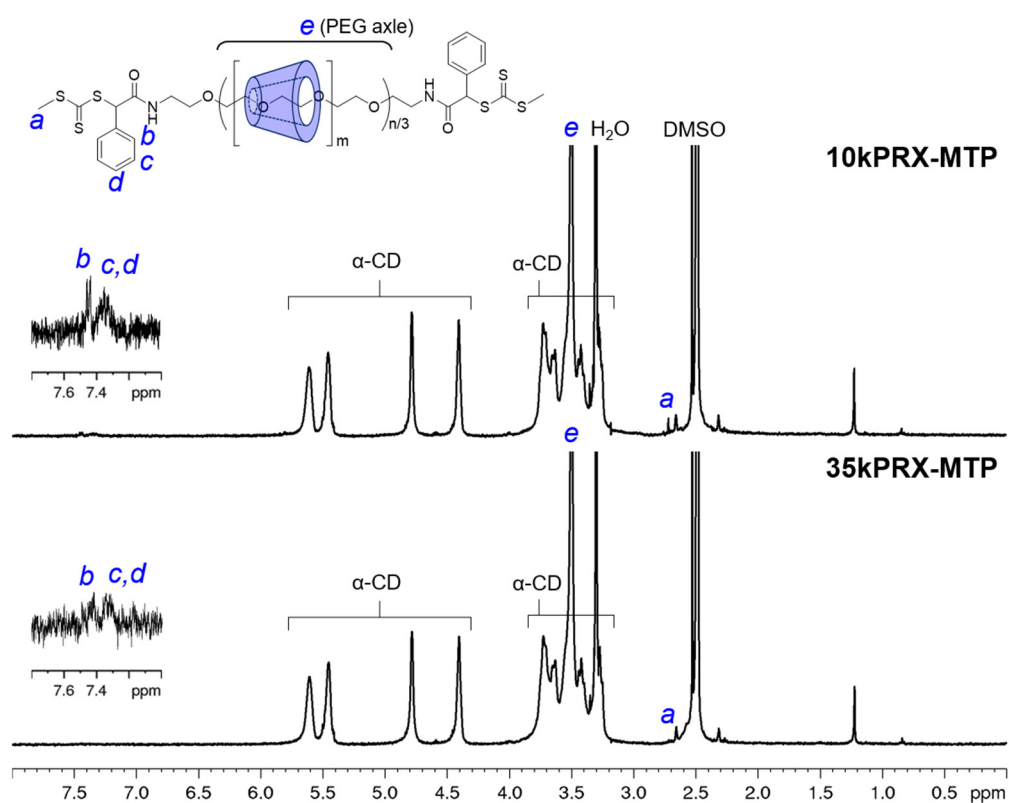 e (PEG axle)
O
H
N
S
S
S
S
O
N
H
O
O
O
O
m
n/3
O
S
S
S
a
b
c
d
e H₂O DMSO
10kPRX-MTP
b c,d
α-CD
α-CD
7.6 7.4 ppm
a
e
35kPRX-MTP
b c,d
α-CD
α-CD
7.6 7.4 ppm
a
7.5 7.0 6.5 6.0 5.5 5.0 4.5 4.0 3.5 3.0 2.5 2.0 1.5 1.0 0.5 ppm